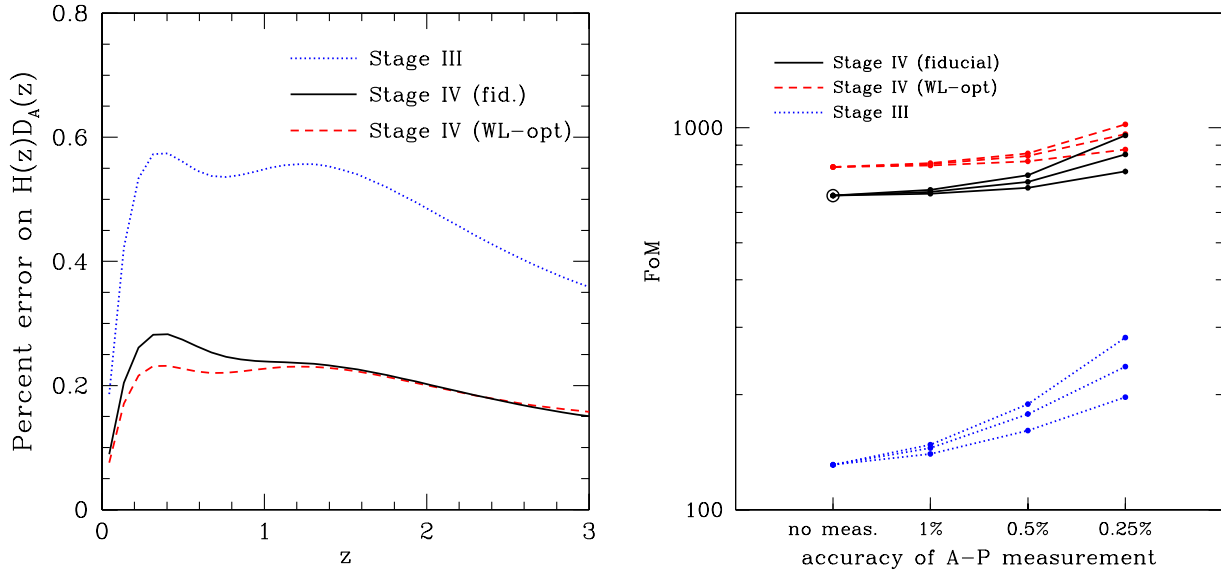 0.8
0.6
0.4
0.2
0
Percent error on H(z)D_A(z)
Stage III
Stage IV (fid.)
Stage IV (WL-opt)
0
1
2
3
z
1000
100
FoM
Stage IV (fiducial)
Stage IV (WL-opt)
Stage III
no meas.
1%
0.5%
0.25%
accuracy of A-P measurement